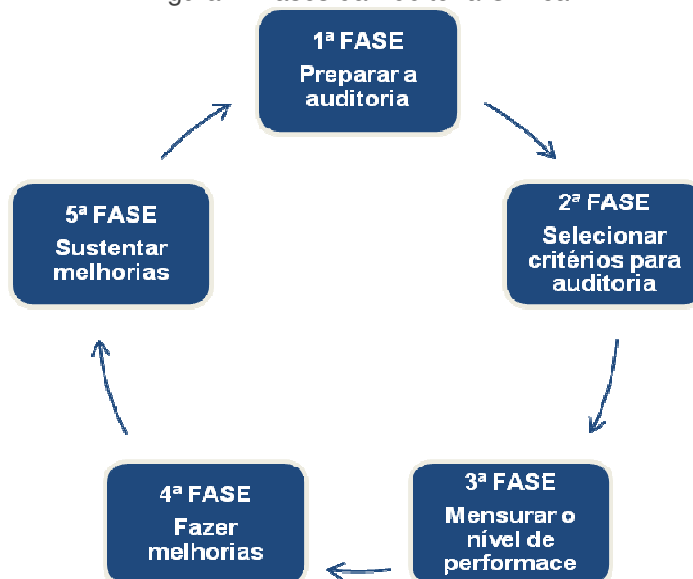 1ª FASE
Preparar a
auditoria
2ª FASE
Selecionar
critérios para
auditoria
3ª FASE
Mensurar o
nível de
performace
4ª FASE
Fazer
melhorias
5ª FASE
Sustentar
melhorias